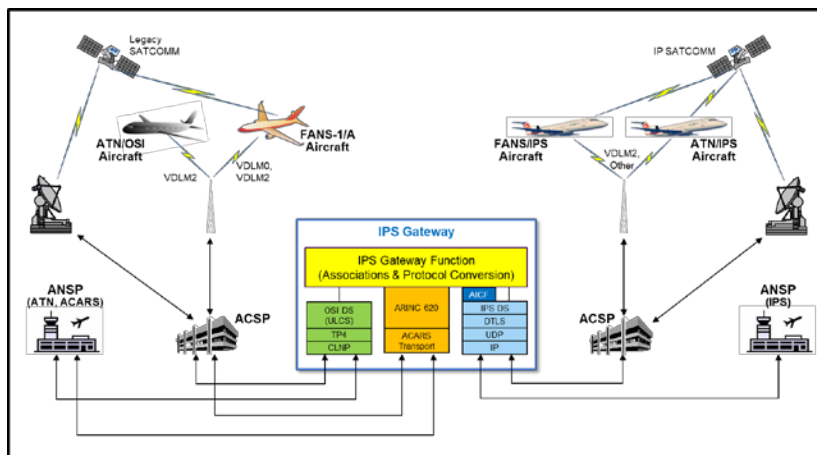 Legacy
SATCOMM
IP SATCOMM
ATN/OSI
Aircraft
FANS-1/A
Aircraft
FANS/IPS
Aircraft
ATN/IPS
Aircraft
VDLM2
VDLM0,
VDLM2
VDLM2,
Other
IPS Gateway
IPS Gateway Function
(Associations & Protocol Conversion)
ANSP
(ATN, ACARS)
ACSP
OSI DS
(ULCS)
TP4
CLNP
ARINC 620
ACARS
Transport
AICF
IPS DS
DTLS
UDP
IP
ACSP
ANSP
(IPS)